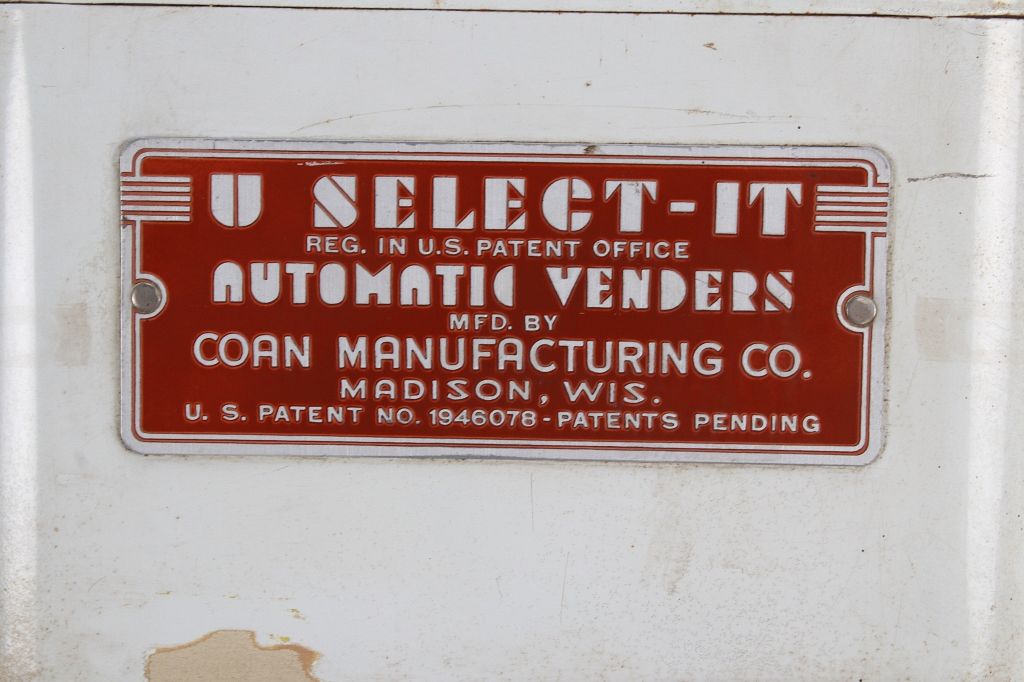 U SELECT-IT
REG. IN U.S. PATENT OFFICE
AUTOMATIC VENDERS
MFD. BY
COAN MANUFACTURING CO.
MADISON, WIS.
U. S. PATENT NO. 1946078 - PATENTS PENDING